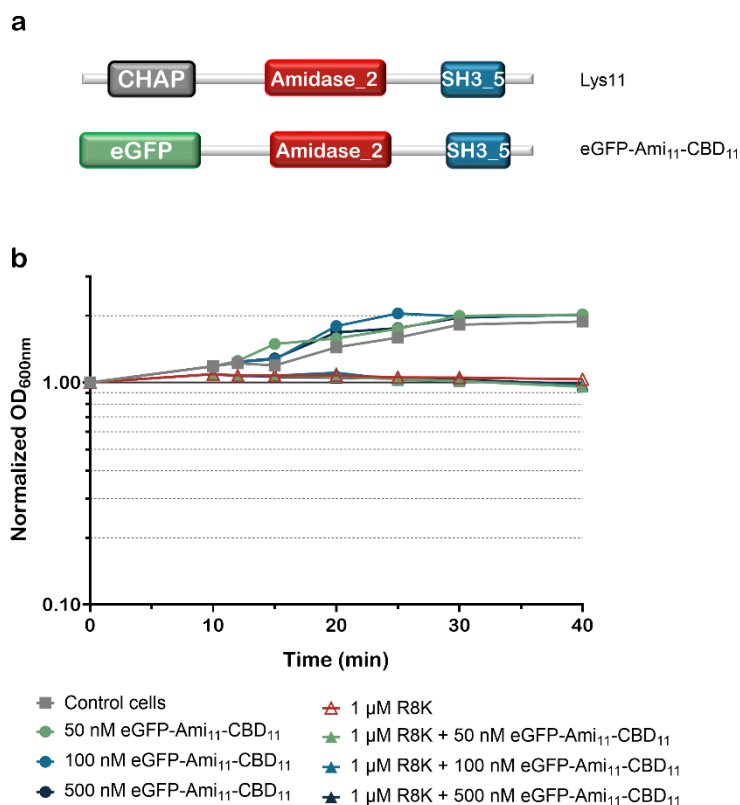 a
CHAP Amidase_2 SH3_5 Lys11
eGFP Amidase_2 SH3_5 eGFP-Ami₁₁-CBD₁₁
b
Normalized OD₆₀₀nm
1.00
0.10
0 10 20 30 40
Time (min)
Control cells
50 nM eGFP-Ami₁₁-CBD₁₁
100 nM eGFP-Ami₁₁-CBD₁₁
500 nM eGFP-Ami₁₁-CBD₁₁
1 µM R8K
1 µM R8K + 50 nM eGFP-Ami₁₁-CBD₁₁
1 µM R8K + 100 nM eGFP-Ami₁₁-CBD₁₁
1 µM R8K + 500 nM eGFP-Ami₁₁-CBD₁₁